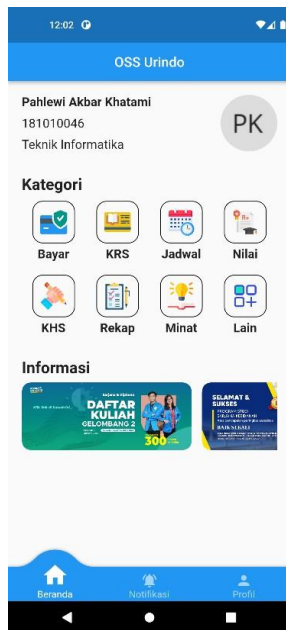 12:02
OSS Urindo
Pahlewi Akbar Khatami
181010046
Teknik Informatika
PK
Kategori
Bayar KRS Jadwal Nilai
KHS Rekap Minat Lain
Informasi
DAFTAR
KULIAH
GELOMBANG 2
300
SELAMAT &
SUKSES
Beranda Notifikasi Profil